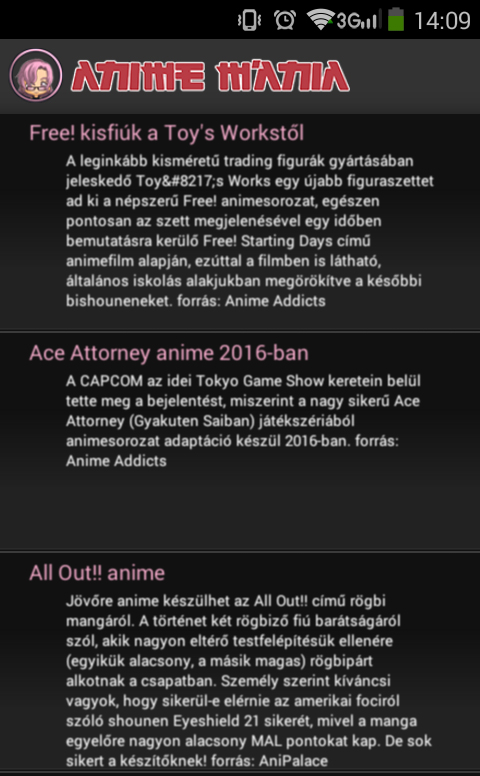 3G
14:09
ANIME MÁNIA
Free! kisfiúk a Toy's Workstől
A leginkább kisméretű trading figurák gyártásában
jeleskedő Toy&#8217;s Works egy újabb figuraszettet
ad ki a népszerű Free! animesorozat, egészen
pontosan az szett megjelenésével egy időben
bemutatásra kerülő Free! Starting Days című
animefilm alapján, ezúttal a filmben is látható,
általános iskolás alakjukban megörökítve a későbbi
bishouneneket. forrás: Anime Addicts
Ace Attorney anime 2016-ban
A CAPCOM az idei Tokyo Game Show keretein belül
tette meg a bejelentést, miszerint a nagy sikerű Ace
Attorney (Gyakuten Saiban) játékszériából
animesorozat adaptáció készül 2016-ban. forrás:
Anime Addicts
All Out!! anime
Jövőre anime készülhet az All Out!! című rögbi
mangáról. A történet két rögbiző fiú barátságáról
szól, akik nagyon eltérő testfelépítésük ellenére
(egyikük alacsony, a másik magas) rögbipárt
alkotnak a csapatban. Személy szerint kíváncsi
vagyok, hogy sikerül-e elérnie az amerikai fociról
szóló shounen Eyeshield 21 sikerét, mivel a manga
egyelőre nagyon alacsony MAL pontokat kap. De sok
sikert a készítőknek! forrás: AniPalace